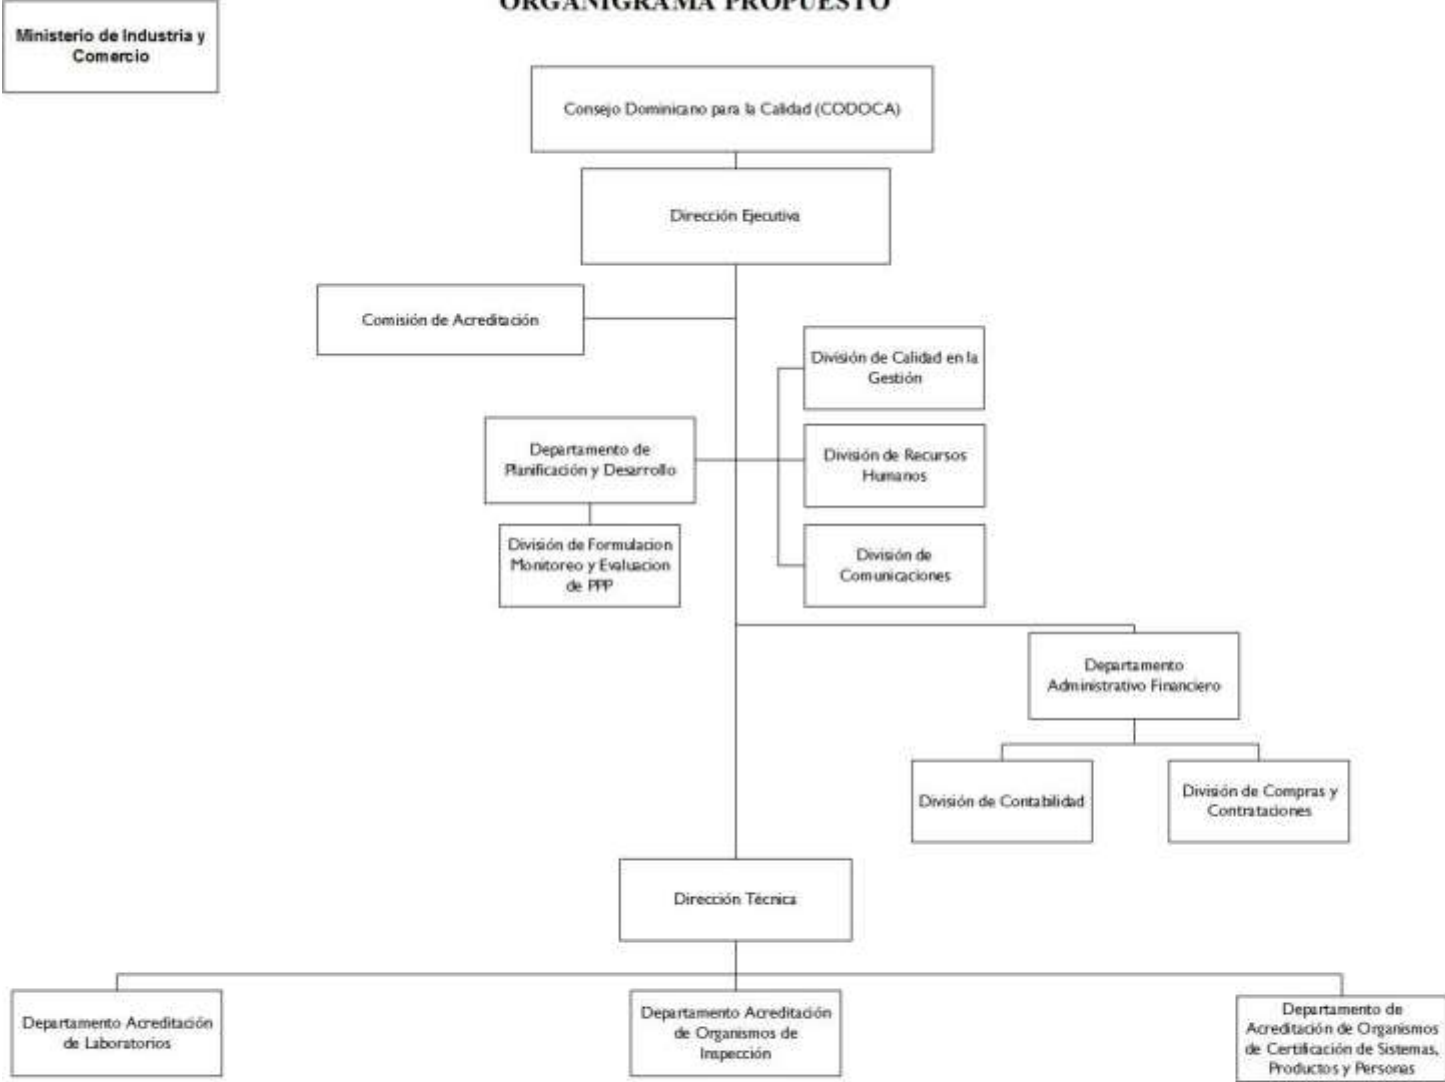 ORGANIGRAMA PROPUESTO
Ministerio de Industria y
Comercio
Consejo Dominicano para la Calidad (CODOCA)
Dirección Ejecutiva
Comisión de Acreditación
División de Calidad en la
Gestión
Departamento de
Planificación y Desarrollo
División de Recursos
Humanos
División de Formulacion
Monitoreo y Evaluacion
de PPP
División de
Comunicaciones
Departamento
Administrativo Financiero
División de Contabilidad
División de Compras y
Contrataciones
Dirección Técnica
Departamento Acreditación
de Laboratorios
Departamento Acreditación
de Organismos de
Inspección
Departamento de
Acreditación de Organismos
de Certificación de Sistemas,
Productos y Personas